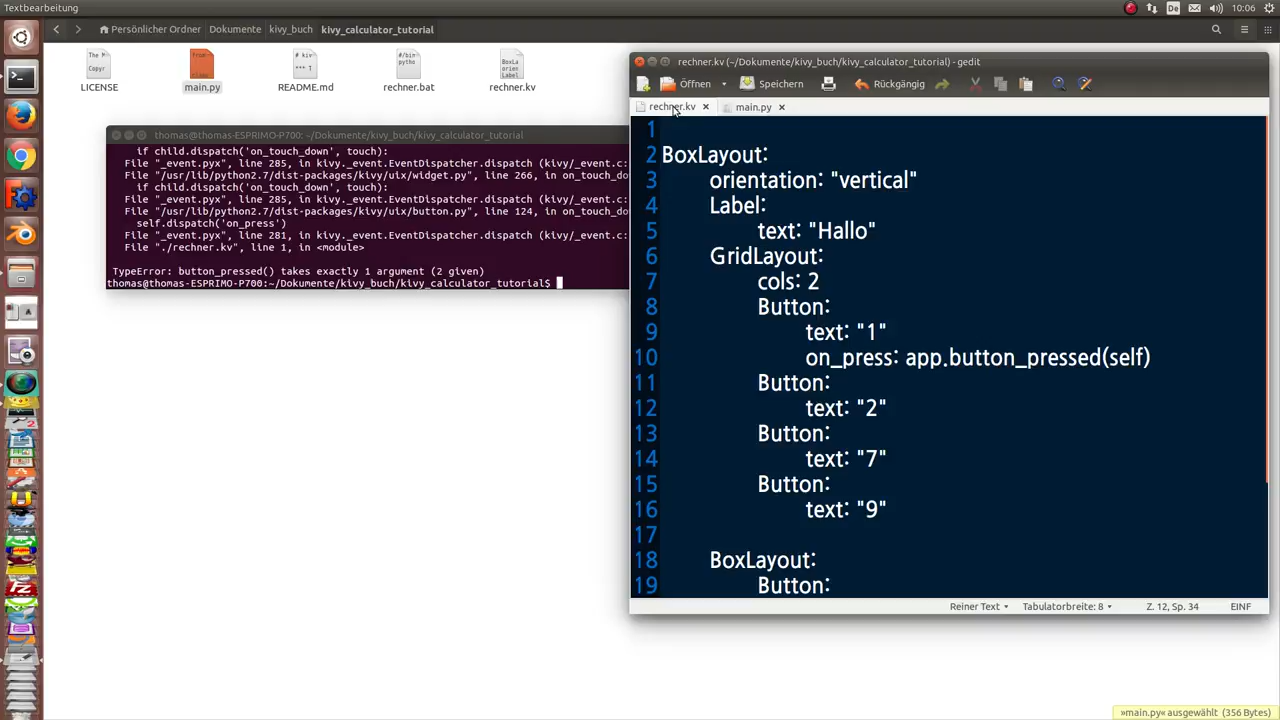 Textbearbeitung
De
10:06
Persönlicher Ordner
Dokumente
kivy_buch
kivy_calculator_tutorial
LICENSE
main.py
README.md
rechner.bat
rechner.kv
thomas@thomas-ESPRIMO-P700: ~/Dokumente/kivy_buch/kivy_calculator_tutorial
if child.dispatch('on_touch_down', touch):
File "_event.pyx", line 285, in kivy._event.EventDispatcher.dispatch (kivy/_event.c:
File "/usr/lib/python2.7/dist-packages/kivy/uix/widget.py", line 266, in on_touch_do
if child.dispatch('on_touch_down', touch):
File "_event.pyx", line 285, in kivy._event.EventDispatcher.dispatch (kivy/_event.c:
File "/usr/lib/python2.7/dist-packages/kivy/uix/button.py", line 124, in on_touch_do
self.dispatch('on_press')
File "_event.pyx", line 281, in kivy._event.EventDispatcher.dispatch (kivy/_event.c:
File "./rechner.kv", line 1, in <module>
TypeError: button_pressed() takes exactly 1 argument (2 given)
thomas@thomas-ESPRIMO-P700:~/Dokumente/kivy_buch/kivy_calculator_tutorial$
rechner.kv (~/Dokumente/kivy_buch/kivy_calculator_tutorial) - gedit
Öffnen
Speichern
Rückgängig
rechner.kv
main.py
1
2 BoxLayout:
3 orientation: "vertical"
4 Label:
5 text: "Hallo"
6 GridLayout:
7 cols: 2
8 Button:
9 text: "1"
10 on_press: app.button_pressed(self)
11 Button:
12 text: "2"
13 Button:
14 text: "7"
15 Button:
16 text: "9"
17
18 BoxLayout:
19 Button:
Reiner Text
Tabulatorbreite: 8
Z. 12, Sp. 34
EINF
»main.py« ausgewählt (356 Bytes)